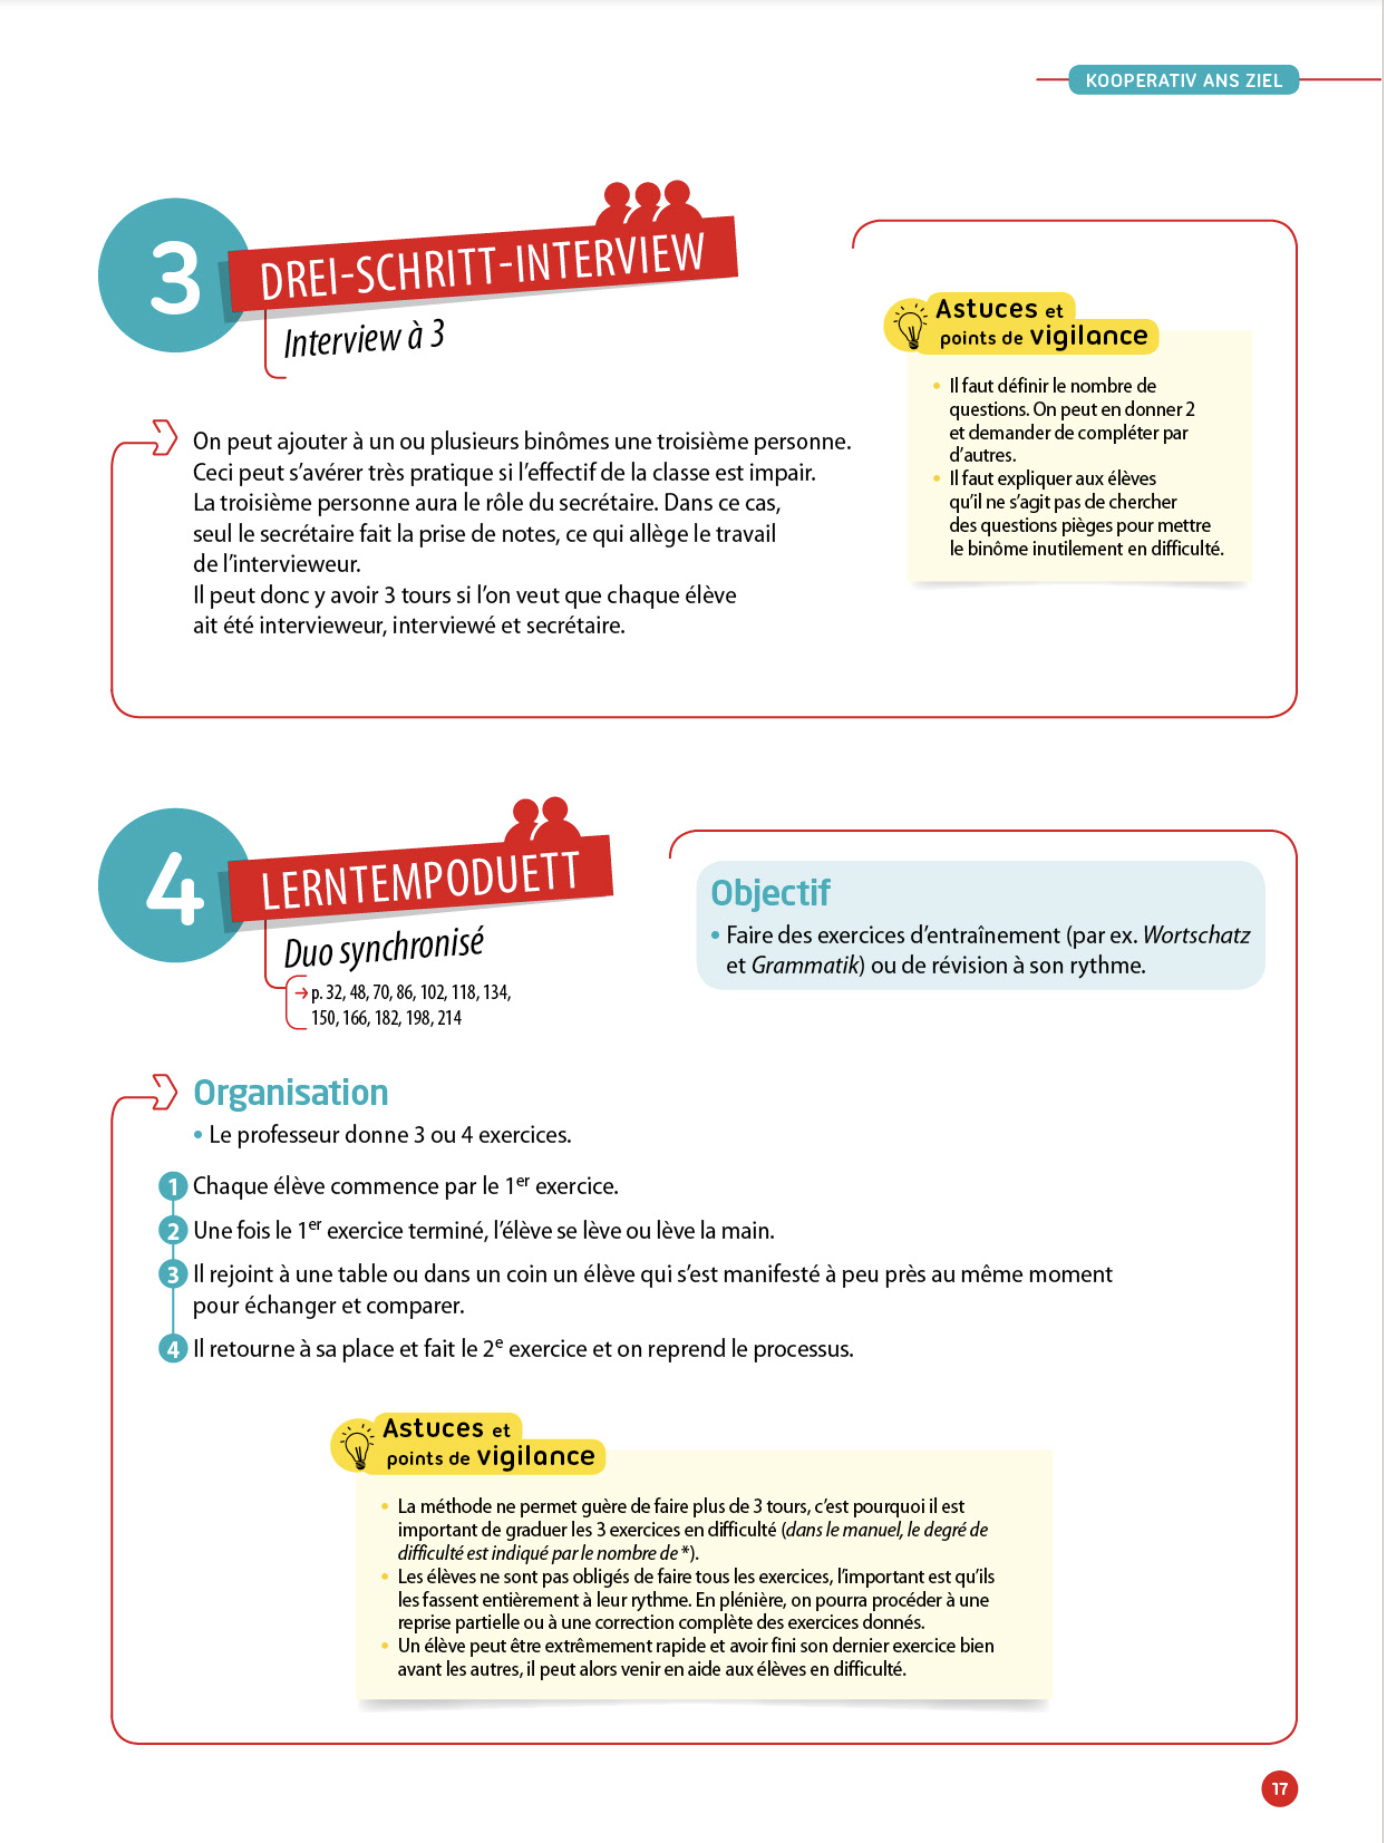 KOOPERATIV ANS ZIEL
3
DREI-SCHRITT-INTERVIEW
Interview à 3
On peut ajouter à un ou plusieurs binômes une troisième personne.
Ceci peut s’avérer très pratique si l’effectif de la classe est impair.
La troisième personne aura le rôle du secrétaire. Dans ce cas,
seul le secrétaire fait la prise de notes, ce qui allège le travail
de l’intervieweur.
Il peut donc y avoir 3 tours si l’on veut que chaque élève
ait été intervieweur, interviewé et secrétaire.
Astuces et
points de vigilance
• Il faut définir le nombre de
questions. On peut en donner 2
et demander de compléter par
d’autres.
• Il faut expliquer aux élèves
qu’il ne s’agit pas de chercher
des questions pièges pour mettre
le binôme inutilement en difficulté.
4
LERNTEMPODUETT
Duo synchronisé
→ p. 32, 48, 70, 86, 102, 118, 134,
150, 166, 182, 198, 214
Objectif
• Faire des exercices d’entraînement (par ex. Wortschatz
et Grammatik) ou de révision à son rythme.
Organisation
• Le professeur donne 3 ou 4 exercices.
1 Chaque élève commence par le 1er exercice.
2 Une fois le 1er exercice terminé, l’élève se lève ou lève la main.
3 Il rejoint à une table ou dans un coin un élève qui s’est manifesté à peu près au même moment
pour échanger et comparer.
4 Il retourne à sa place et fait le 2e exercice et on reprend le processus.
Astuces et
points de vigilance
• La méthode ne permet guère de faire plus de 3 tours, c’est pourquoi il est
important de graduer les 3 exercices en difficulté (dans le manuel, le degré de
difficulté est indiqué par le nombre de *).
• Les élèves ne sont pas obligés de faire tous les exercices, l’important est qu’ils
les fassent entièrement à leur rythme. En plénière, on pourra procéder à une
reprise partielle ou à une correction complète des exercices donnés.
• Un élève peut être extrêmement rapide et avoir fini son dernier exercice bien
avant les autres, il peut alors venir en aide aux élèves en difficulté.
17